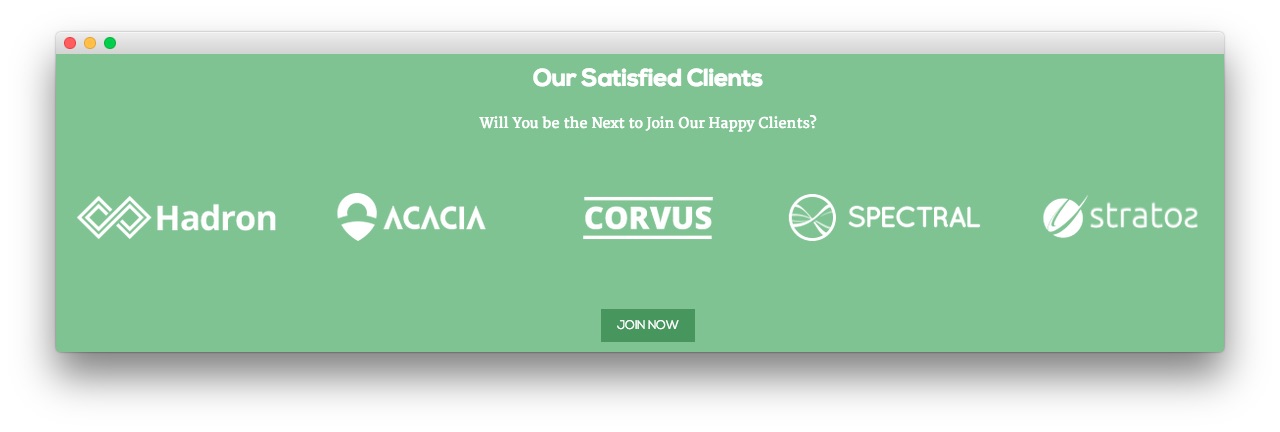 Our Satisfied Clients
Will You be the Next to Join Our Happy Clients?
Hadron ACACIA CORVUS SPECTRAL stratos
JOIN NOW